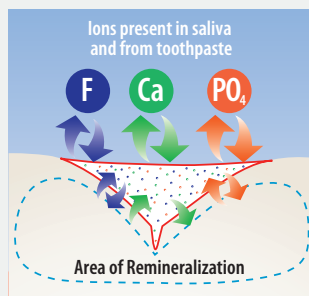 Ions present in saliva
and from toothpaste
F Ca PO4
Area of Remineralization